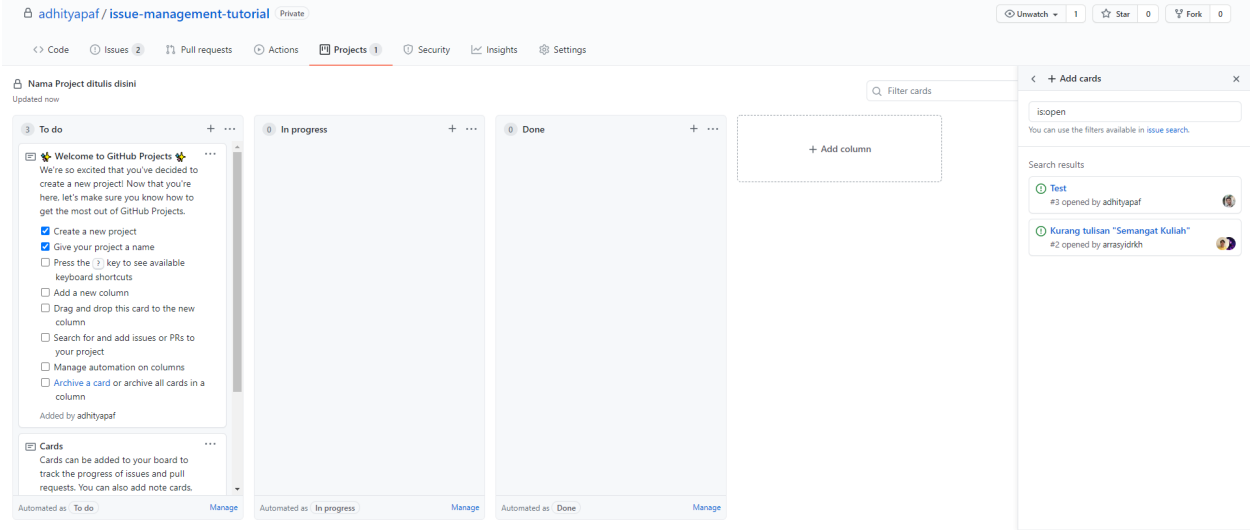 adhityapaf / issue-management-tutorial Private
Unwatch 1 Star 0 Fork 0
Code Issues 2 Pull requests Actions Projects 1 Security Insights Settings
Nama Project ditulis disini
Updated now
Filter cards
3 To do
Welcome to GitHub Projects
We're so excited that you've decided to
create a new project! Now that you're
here, let's make sure you know how to
get the most out of GitHub Projects.
Create a new project
Give your project a name
Press the ? key to see available
keyboard shortcuts
Add a new column
Drag and drop this card to the new
column
Search for and add issues or PRs to
your project
Manage automation on columns
Archive a card or archive all cards in a
column
Added by adhityapaf
Cards
Cards can be added to your board to
track the progress of issues and pull
requests. You can also add note cards,
Automated as To do Manage
0 In progress
Automated as In progress Manage
0 Done
Automated as Done Manage
+ Add column
+ Add cards
is:open
You can use the filters available in issue search.
Search results
Test
#3 opened by adhityapaf
Kurang tulisan "Semangat Kuliah"
#2 opened by arrasyidrkh